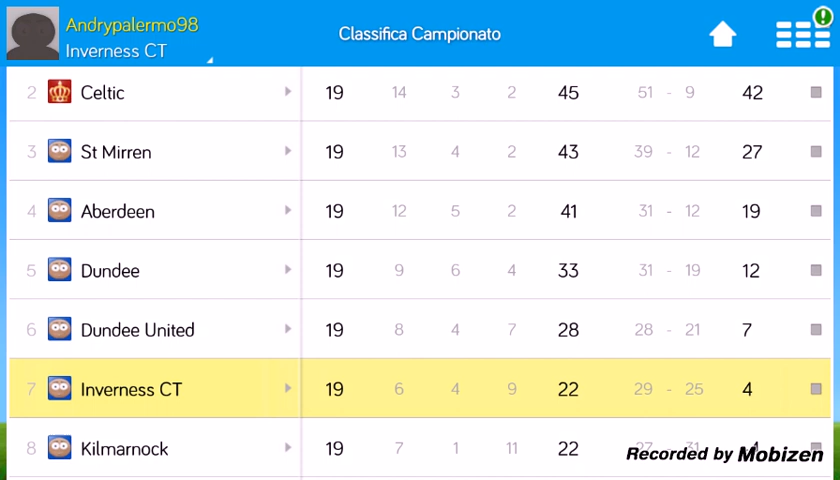 Andrypalermo98
Inverness CT
Classifica Campionato
2 Celtic 19 14 3 2 45 51 - 9 42
3 St Mirren 19 13 4 2 43 39 - 12 27
4 Aberdeen 19 12 5 2 41 31 - 12 19
5 Dundee 19 9 6 4 33 31 - 19 12
6 Dundee United 19 8 4 7 28 28 - 21 7
7 Inverness CT 19 6 4 9 22 29 - 25 4
8 Kilmarnock 19 7 1 11 22 27 - 31
Recorded by Mobizen